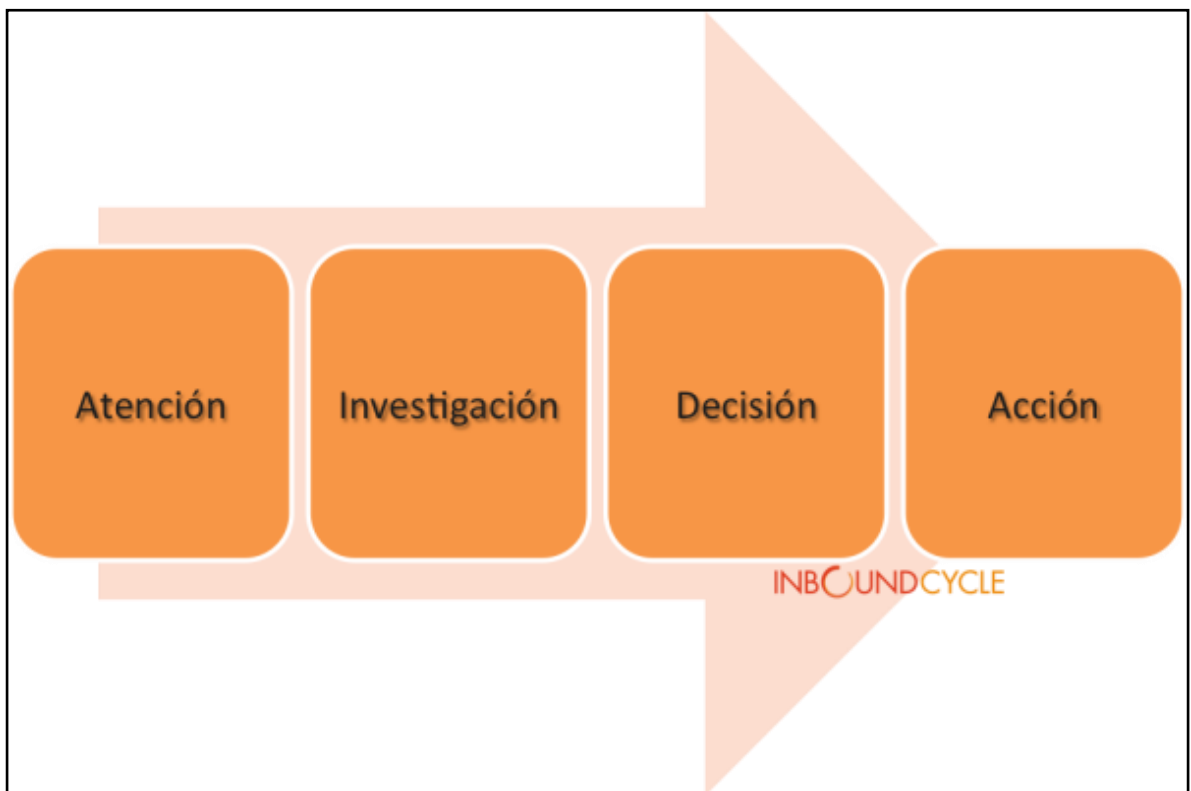 Atención
Investigación
Decisión
Acción
INBOUNDCYCLE